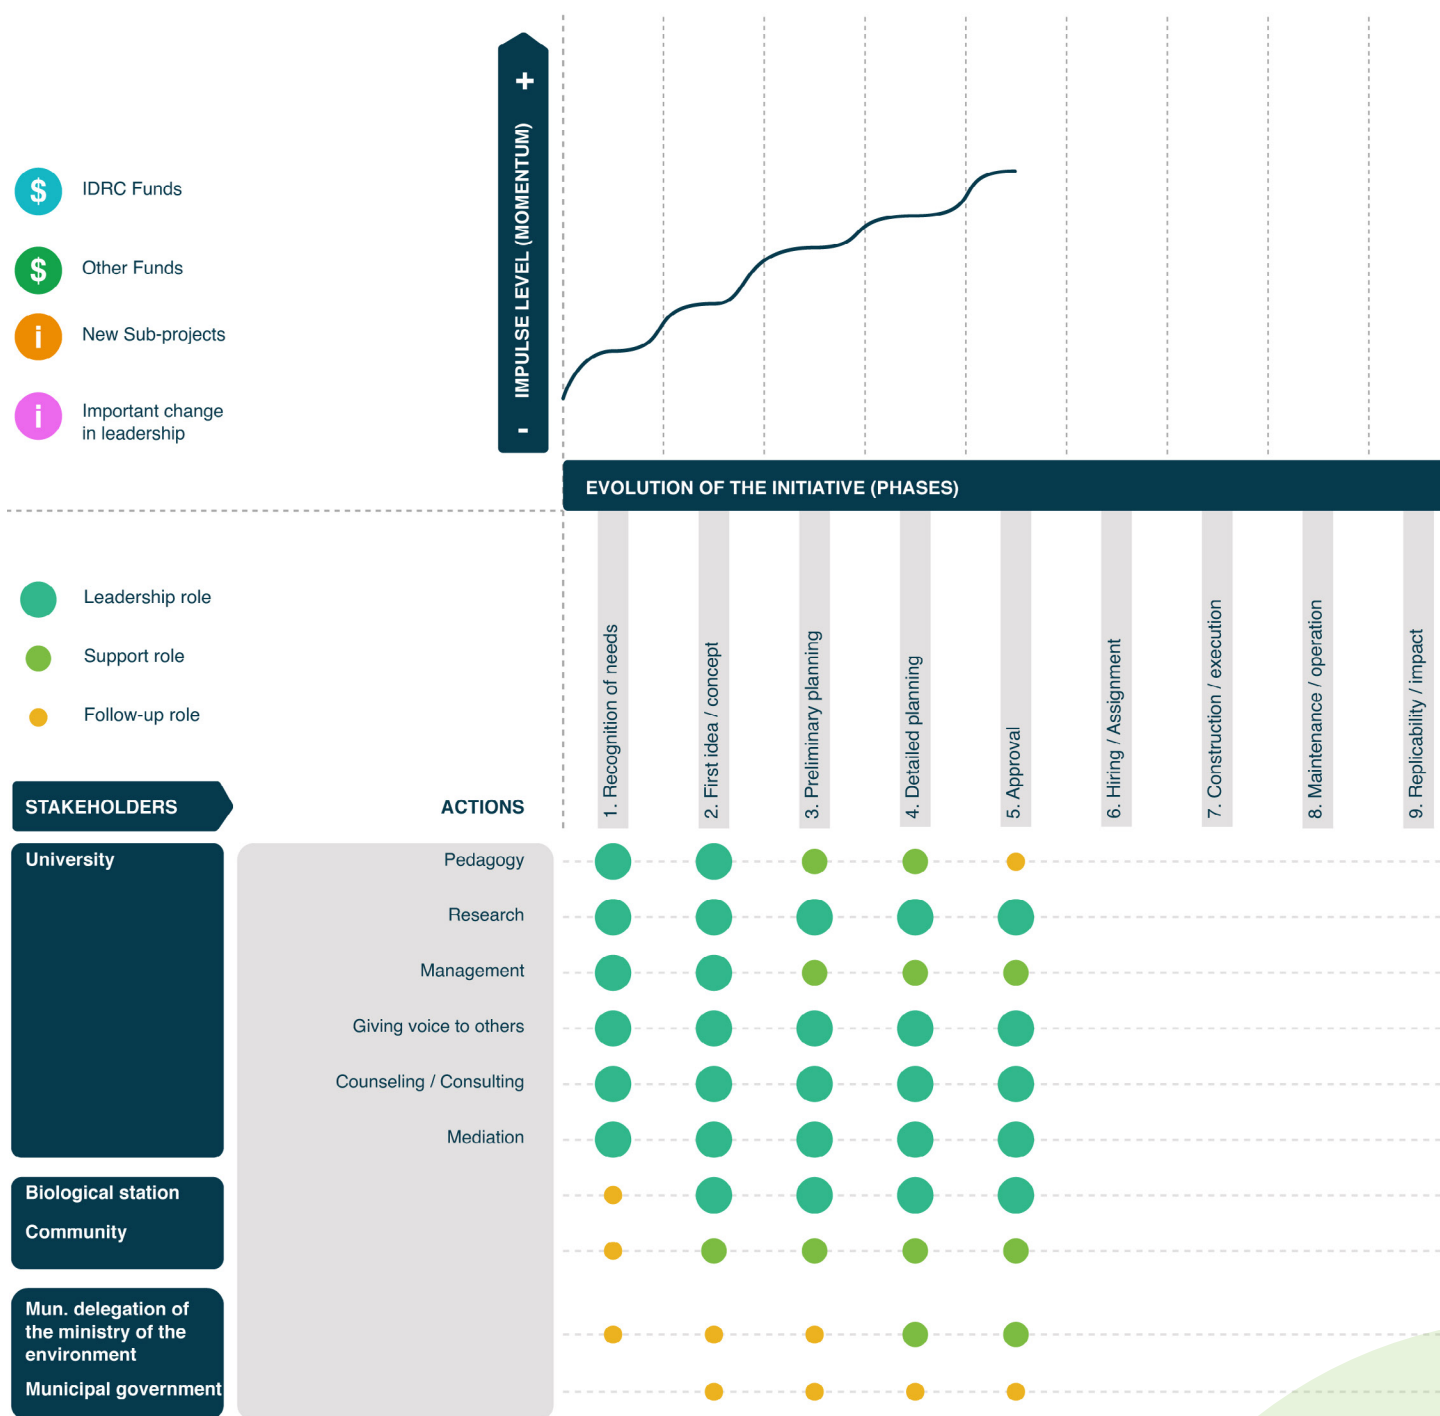 +
IMPULSE LEVEL (MOMENTUM)
-
$
IDRC Funds
$
Other Funds
i
New Sub-projects
i
Important change
in leadership
EVOLUTION OF THE INITIATIVE (PHASES)
Leadership role
Support role
Follow-up role
1. Recognition of needs
2. First idea / concept
3. Preliminary planning
4. Detailed planning
5. Approval
6. Hiring / Assignment
7. Construction / execution
8. Maintenance / operation
9. Replicability / impact
STAKEHOLDERS
ACTIONS
University
Pedagogy
Research
Management
Giving voice to others
Counseling / Consulting
Mediation
Biological station
Community
Mun. delegation of
the ministry of the
environment
Municipal government